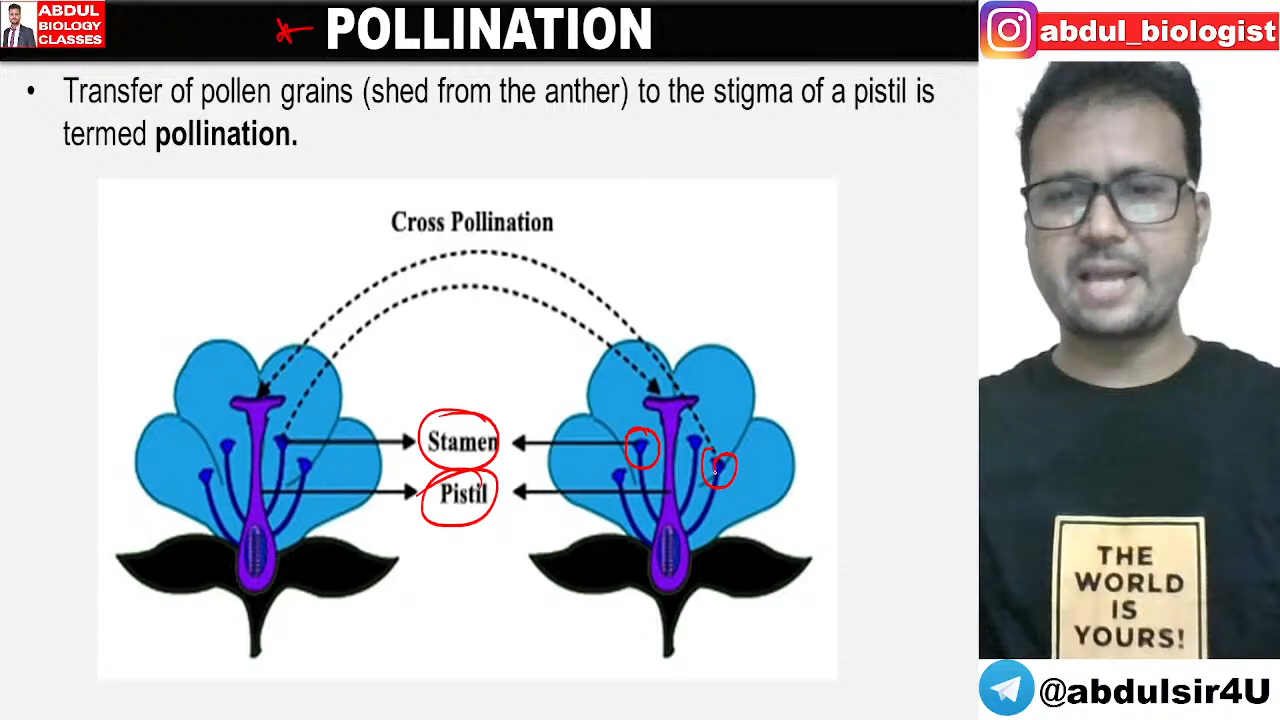 ABDUL
BIOLOGY
CLASSES
POLLINATION
abdul_biologist
• Transfer of pollen grains (shed from the anther) to the stigma of a pistil is
termed pollination.
Cross Pollination
Stamen
Pistil
THE
WORLD
IS
YOURS!
@abdulsir4U